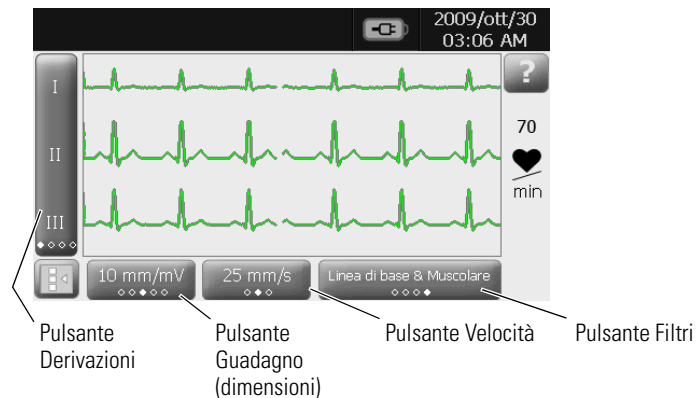 2009/ott/30
03:06 AM
I
?
70
II
min
III
10 mm/mV
25 mm/s
Linea di base & Muscolare
Pulsante
Derivazioni
Pulsante
Guadagno
(dimensioni)
Pulsante Velocità
Pulsante Filtri